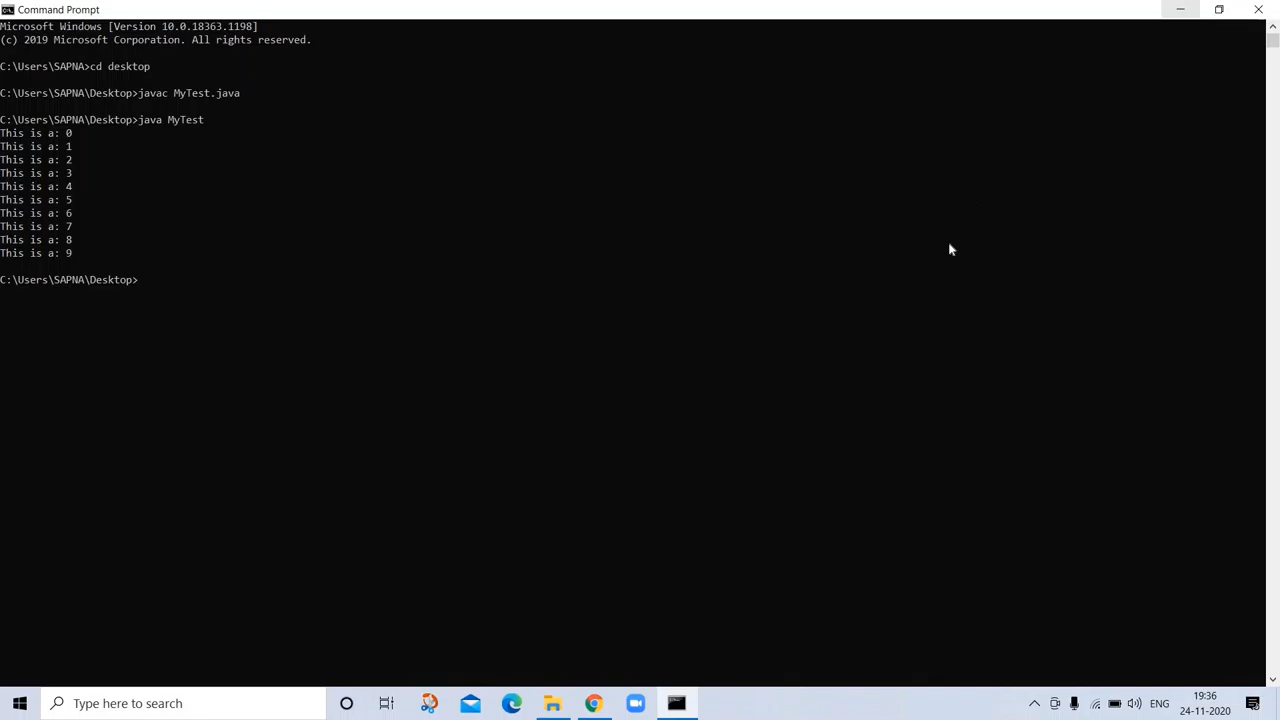 Command Prompt
Microsoft Windows [Version 10.0.18363.1198]
(c) 2019 Microsoft Corporation. All rights reserved.
C:\Users\SAPNA>cd desktop
C:\Users\SAPNA\Desktop>javac MyTest.java
C:\Users\SAPNA\Desktop>java MyTest
This is a: 0
This is a: 1
This is a: 2
This is a: 3
This is a: 4
This is a: 5
This is a: 6
This is a: 7
This is a: 8
This is a: 9
C:\Users\SAPNA\Desktop>
Type here to search
ENG
19:36
24-11-2020